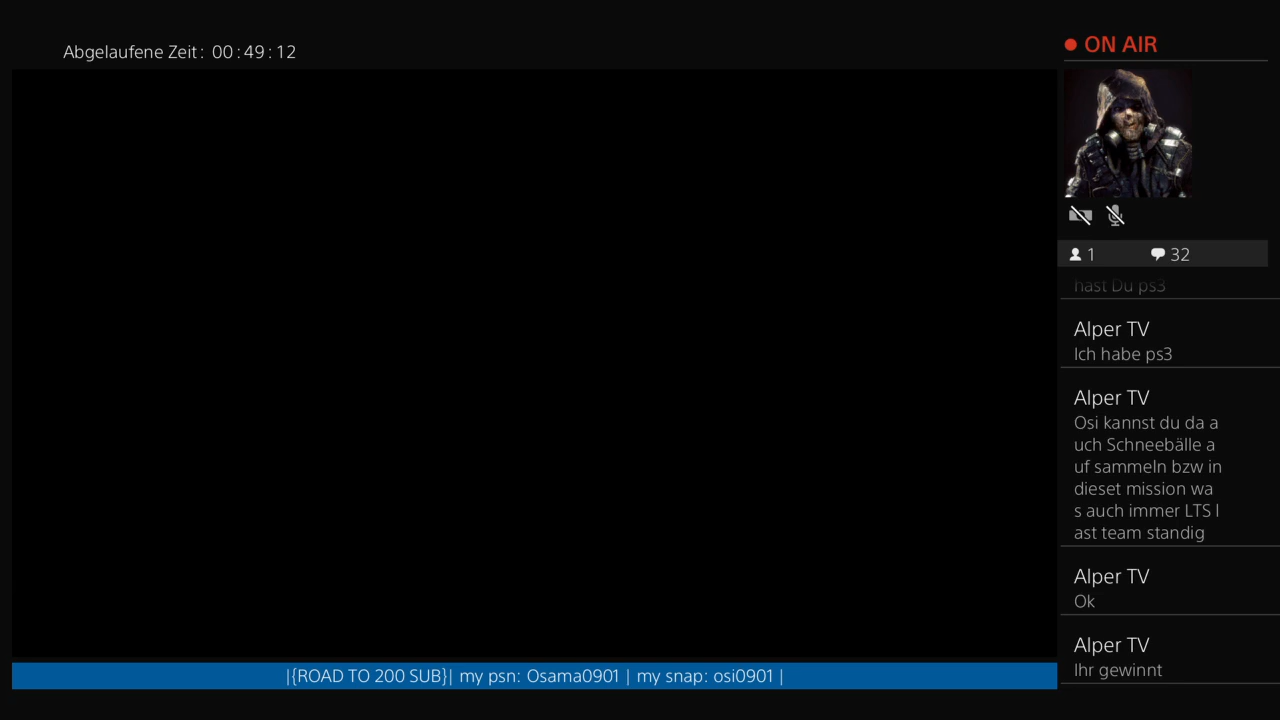 Abgelaufene Zeit: 00:49:12
ON AIR
1
32
hast Du ps3
Alper TV
Ich habe ps3
Alper TV
Osi kannst du da a
uch Schneebälle a
uf sammeln bzw in
dieset mission wa
s auch immer LTS l
ast team standig
Alper TV
Ok
Alper TV
Ihr gewinnt
|{ROAD TO 200 SUB}| my psn: Osama0901 | my snap: osi0901 |